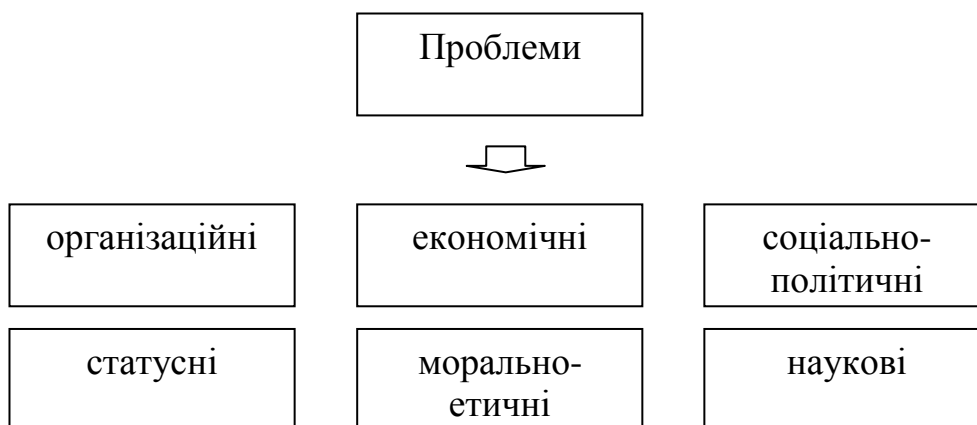 Проблеми
організаційні
економічні
соціально-
політичні
статусні
морально-
етичні
наукові